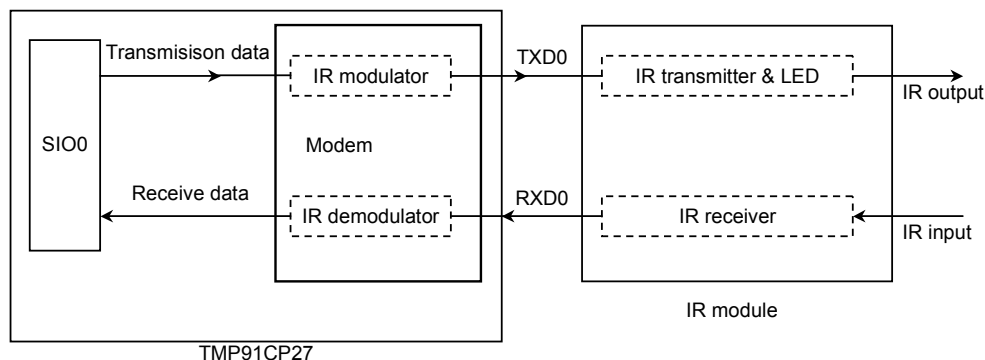 Transmisison data
TXD0
IR modulator
IR transmitter & LED
IR output
SIO0
Modem
Receive data
RXD0
IR demodulator
IR receiver
IR input
IR module
TMP91CP27